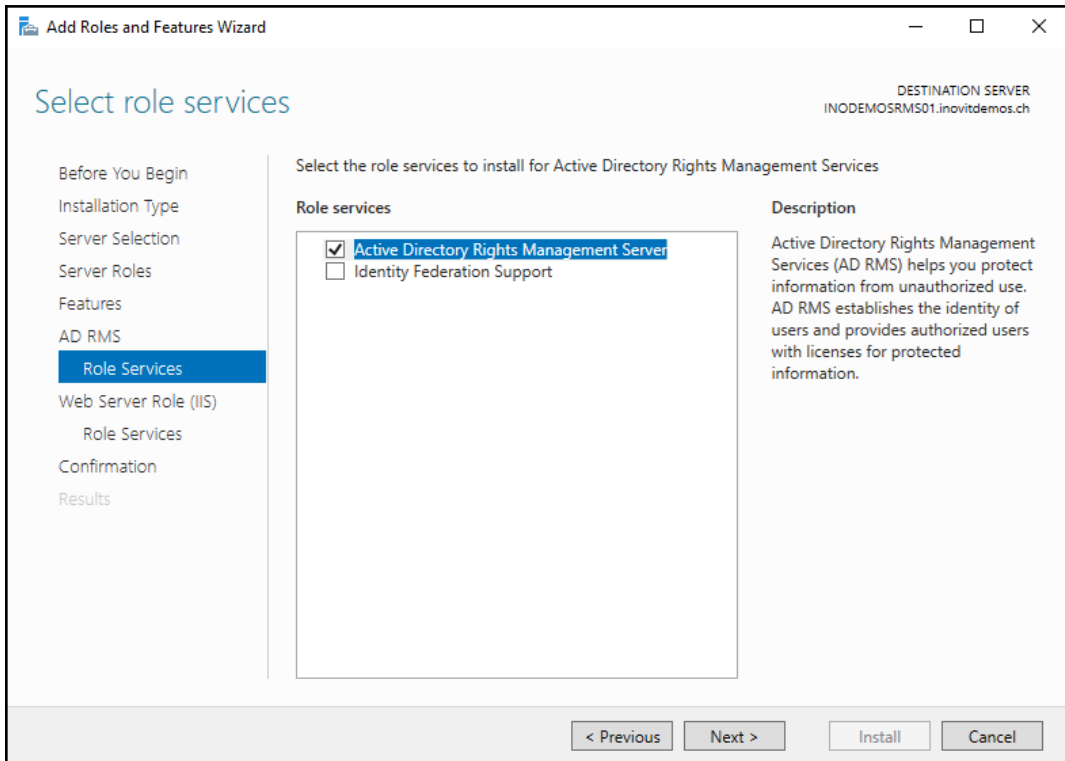 Add Roles and Features Wizard
Select role services
DESTINATION SERVER
INODEMOSRMS01.inovitdemos.ch
Before You Begin
Installation Type
Server Selection
Server Roles
Features
AD RMS
Role Services
Web Server Role (IIS)
Role Services
Confirmation
Results
Select the role services to install for Active Directory Rights Management Services
Role services
Active Directory Rights Management Server
Identity Federation Support
Description
Active Directory Rights Management
Services (AD RMS) helps you protect
information from unauthorized use.
AD RMS establishes the identity of
users and provides authorized users
with licenses for protected
information.
< Previous
Next >
Install
Cancel